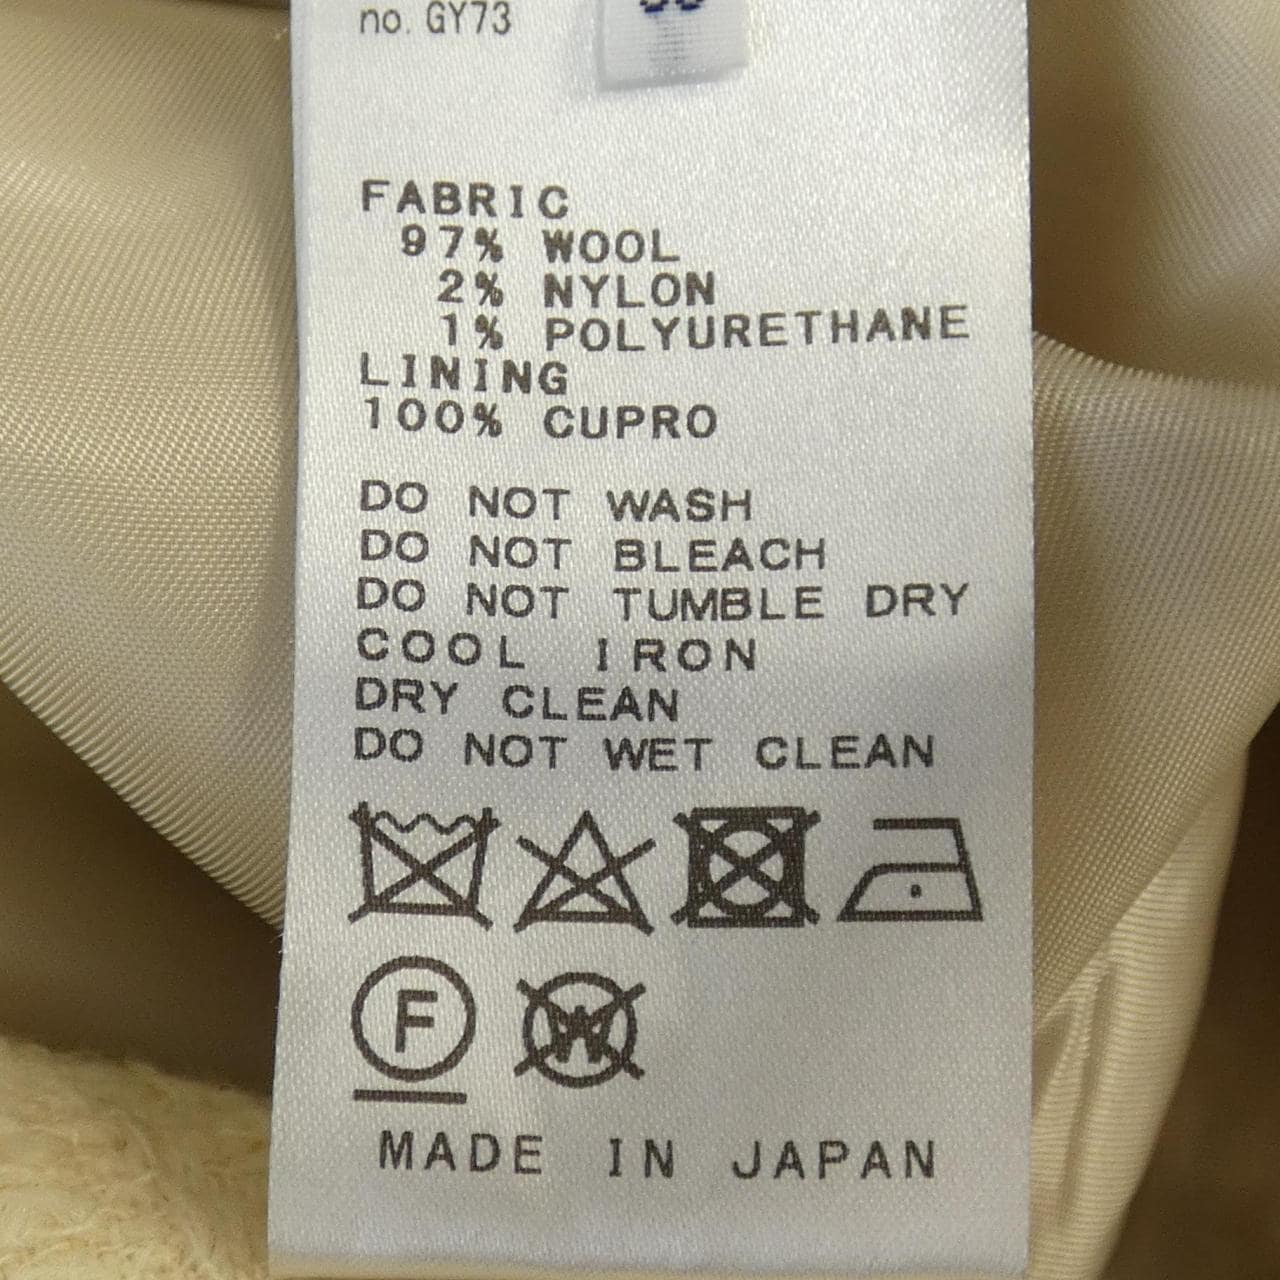 no. GY73
FABRIC
97% WOOL
2% NYLON
1% POLYURETHANE
LINING
100% CUPRO
DO NOT WASH
DO NOT BLEACH
DO NOT TUMBLE DRY
COOL IRON
DRY CLEAN
DO NOT WET CLEAN
F
W
MADE IN JAPAN